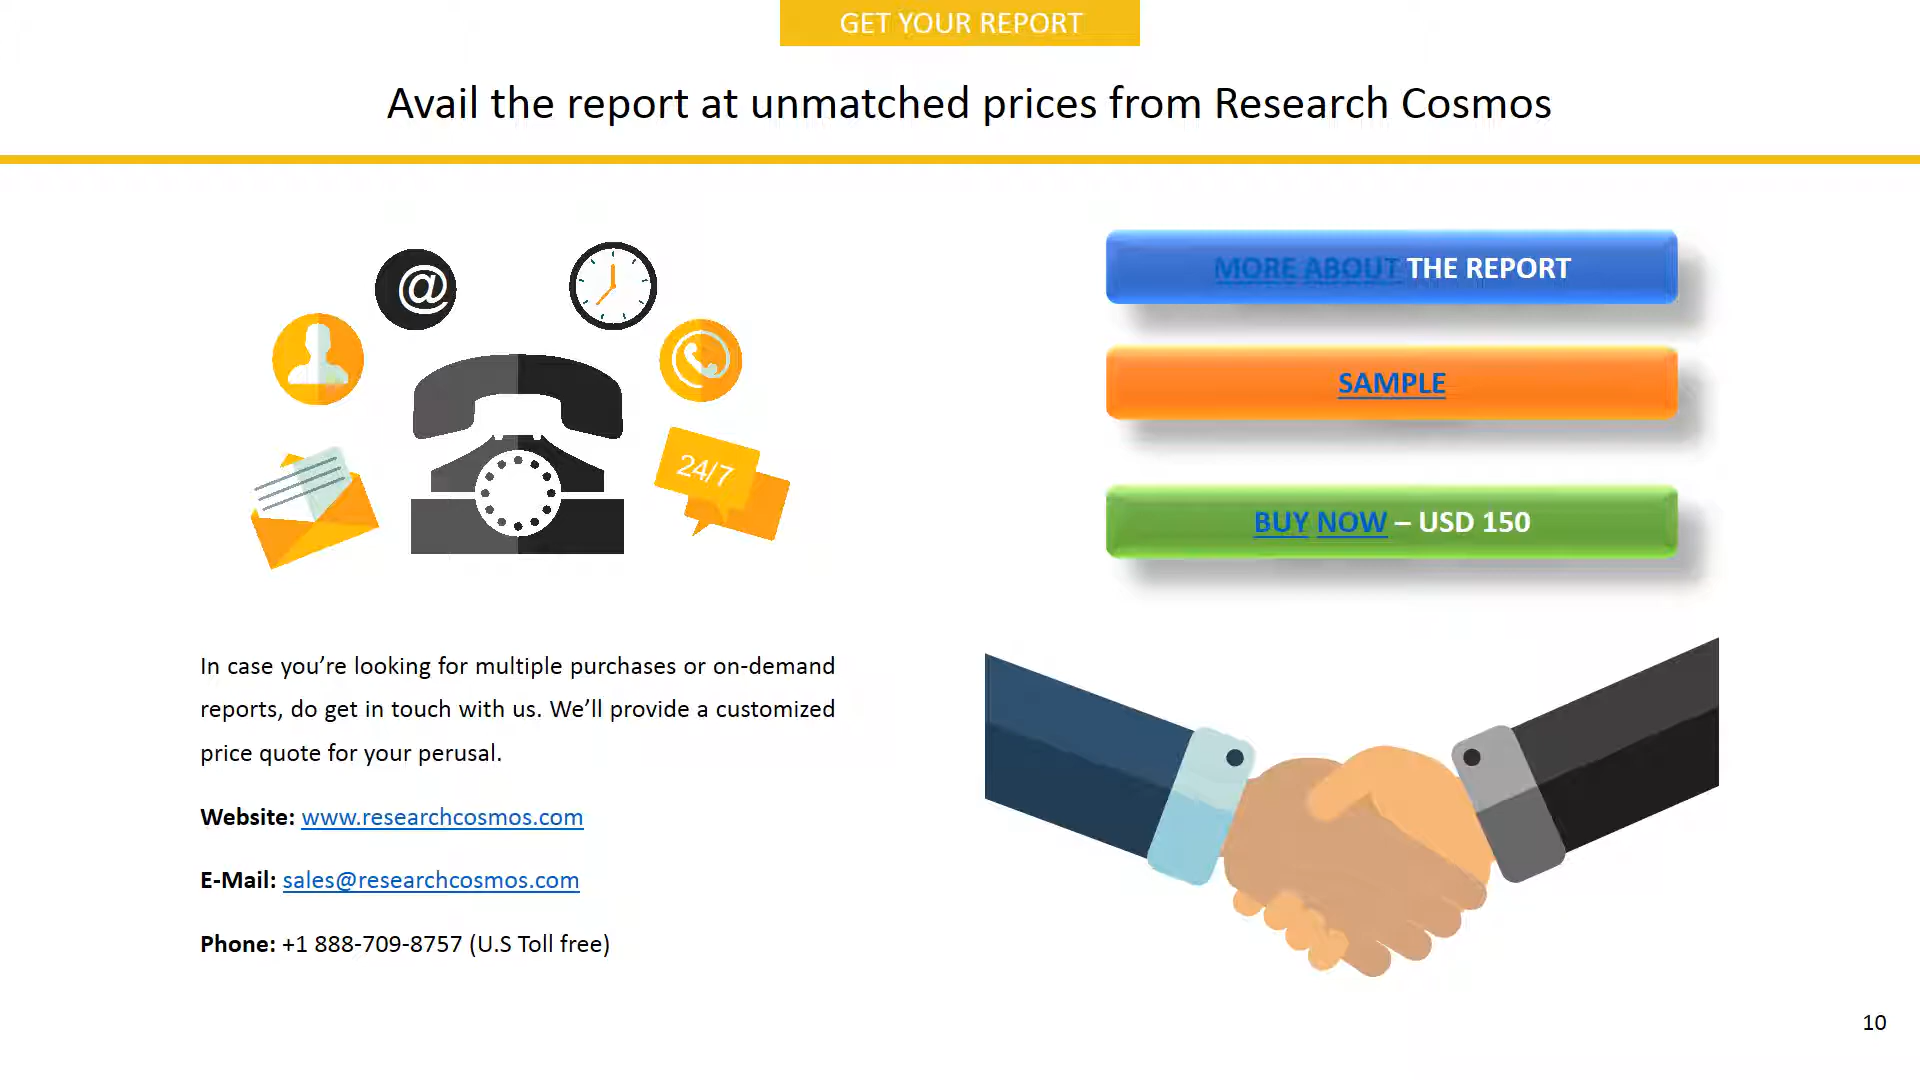 GET YOUR REPORT
Avail the report at unmatched prices from Research Cosmos
@
24/7
MORE ABOUT THE REPORT
SAMPLE
BUY NOW – USD 150
In case you’re looking for multiple purchases or on-demand
reports, do get in touch with us. We’ll provide a customized
price quote for your perusal.
Website: www.researchcosmos.com
E-Mail: sales@researchcosmos.com
Phone: +1 888-709-8757 (U.S Toll free)
10